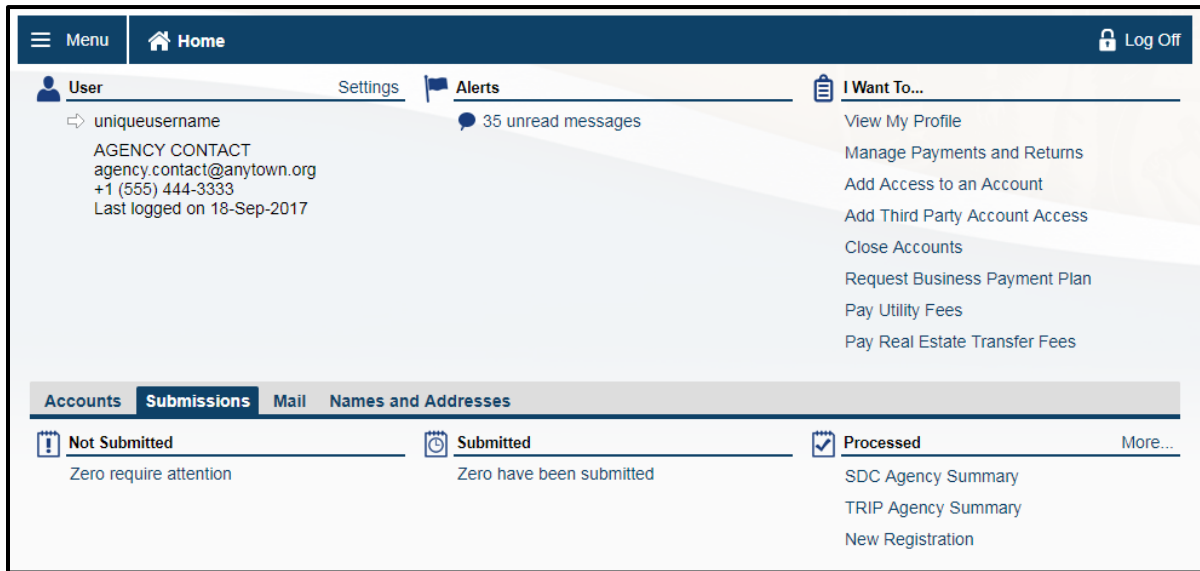 Menu Home Log Off
User Settings
uniqueusername
AGENCY CONTACT
agency.contact@anytown.org
+1 (555) 444-3333
Last logged on 18-Sep-2017
Alerts
35 unread messages
I Want To...
View My Profile
Manage Payments and Returns
Add Access to an Account
Add Third Party Account Access
Close Accounts
Request Business Payment Plan
Pay Utility Fees
Pay Real Estate Transfer Fees
Accounts Submissions Mail Names and Addresses
Not Submitted
Zero require attention
Submitted
Zero have been submitted
Processed More...
SDC Agency Summary
TRIP Agency Summary
New Registration